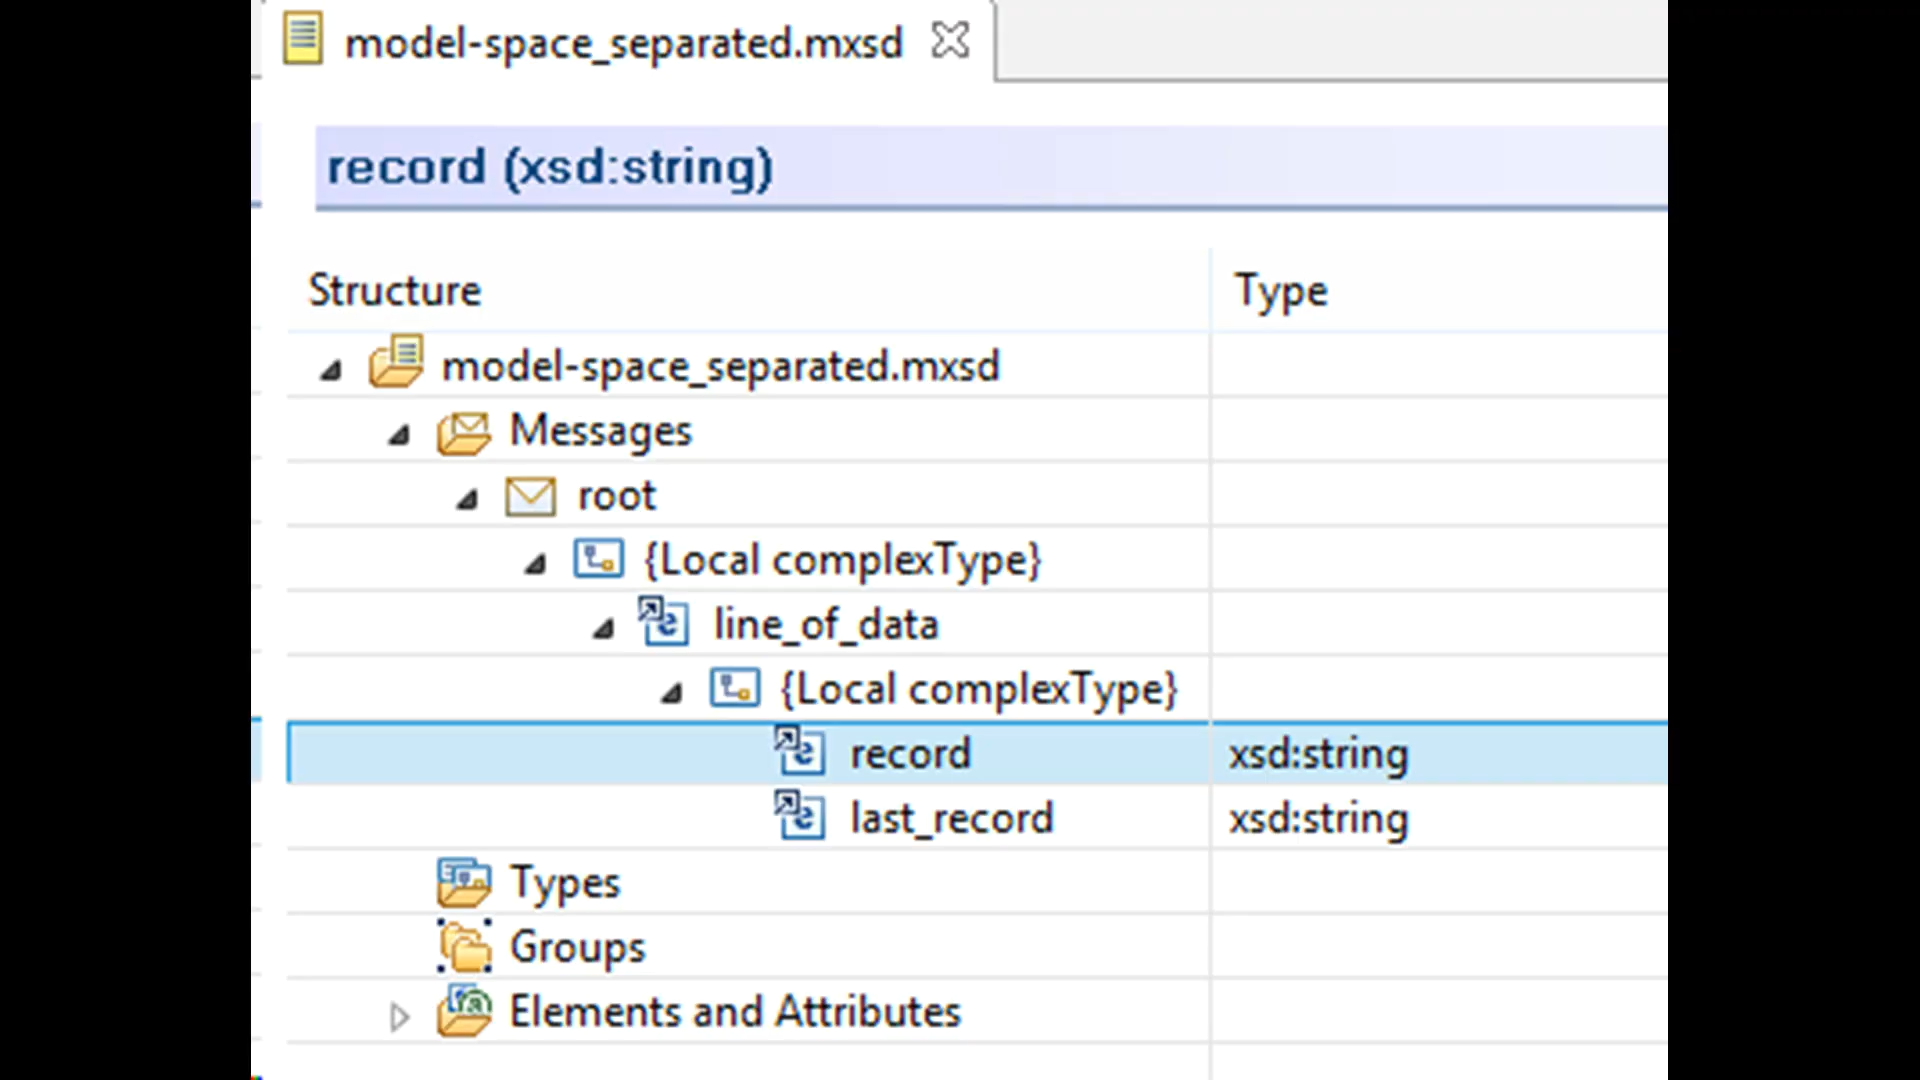 model-space_separated.mxsd
record (xsd:string)
Structure Type
model-space_separated.mxsd
Messages
root
{Local complexType}
line_of_data
{Local complexType}
record xsd:string
last_record xsd:string
Types
Groups
Elements and Attributes